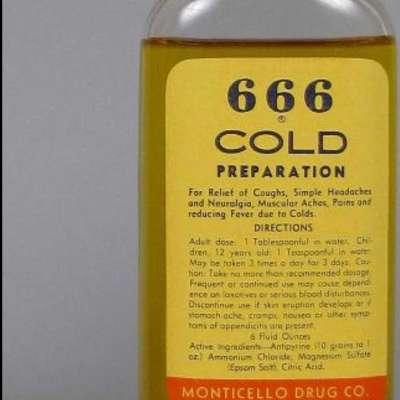 666
®
COLD
PREPARATION
For Relief of Coughs, Simple Headaches
and Neuralgia, Muscular Aches, Pains and
reducing Fever due to Colds.
DIRECTIONS
Adult dose: 1 Tablespoonful in water, Chil-
dren, 12 years old: 1 Teaspoonful in water.
May be taken 3 times a day for 3 days. Cau-
tion: Take no more than recommended dosage.
Frequent or continued use may cause depend-
ence on laxatives or serious blood disturbances.
Discontinue use if skin eruption develops or if
stomach-ache, cramps, nausea or other symp-
toms of appendicitis are present.
6 Fluid Ounces
Active Ingredients—Antipyrine (10 grains to 1
oz.) Ammonium Chloride, Magnesium Sulfate
(Epsom Salt), Citric Acid.
MONTICELLO DRUG CO.